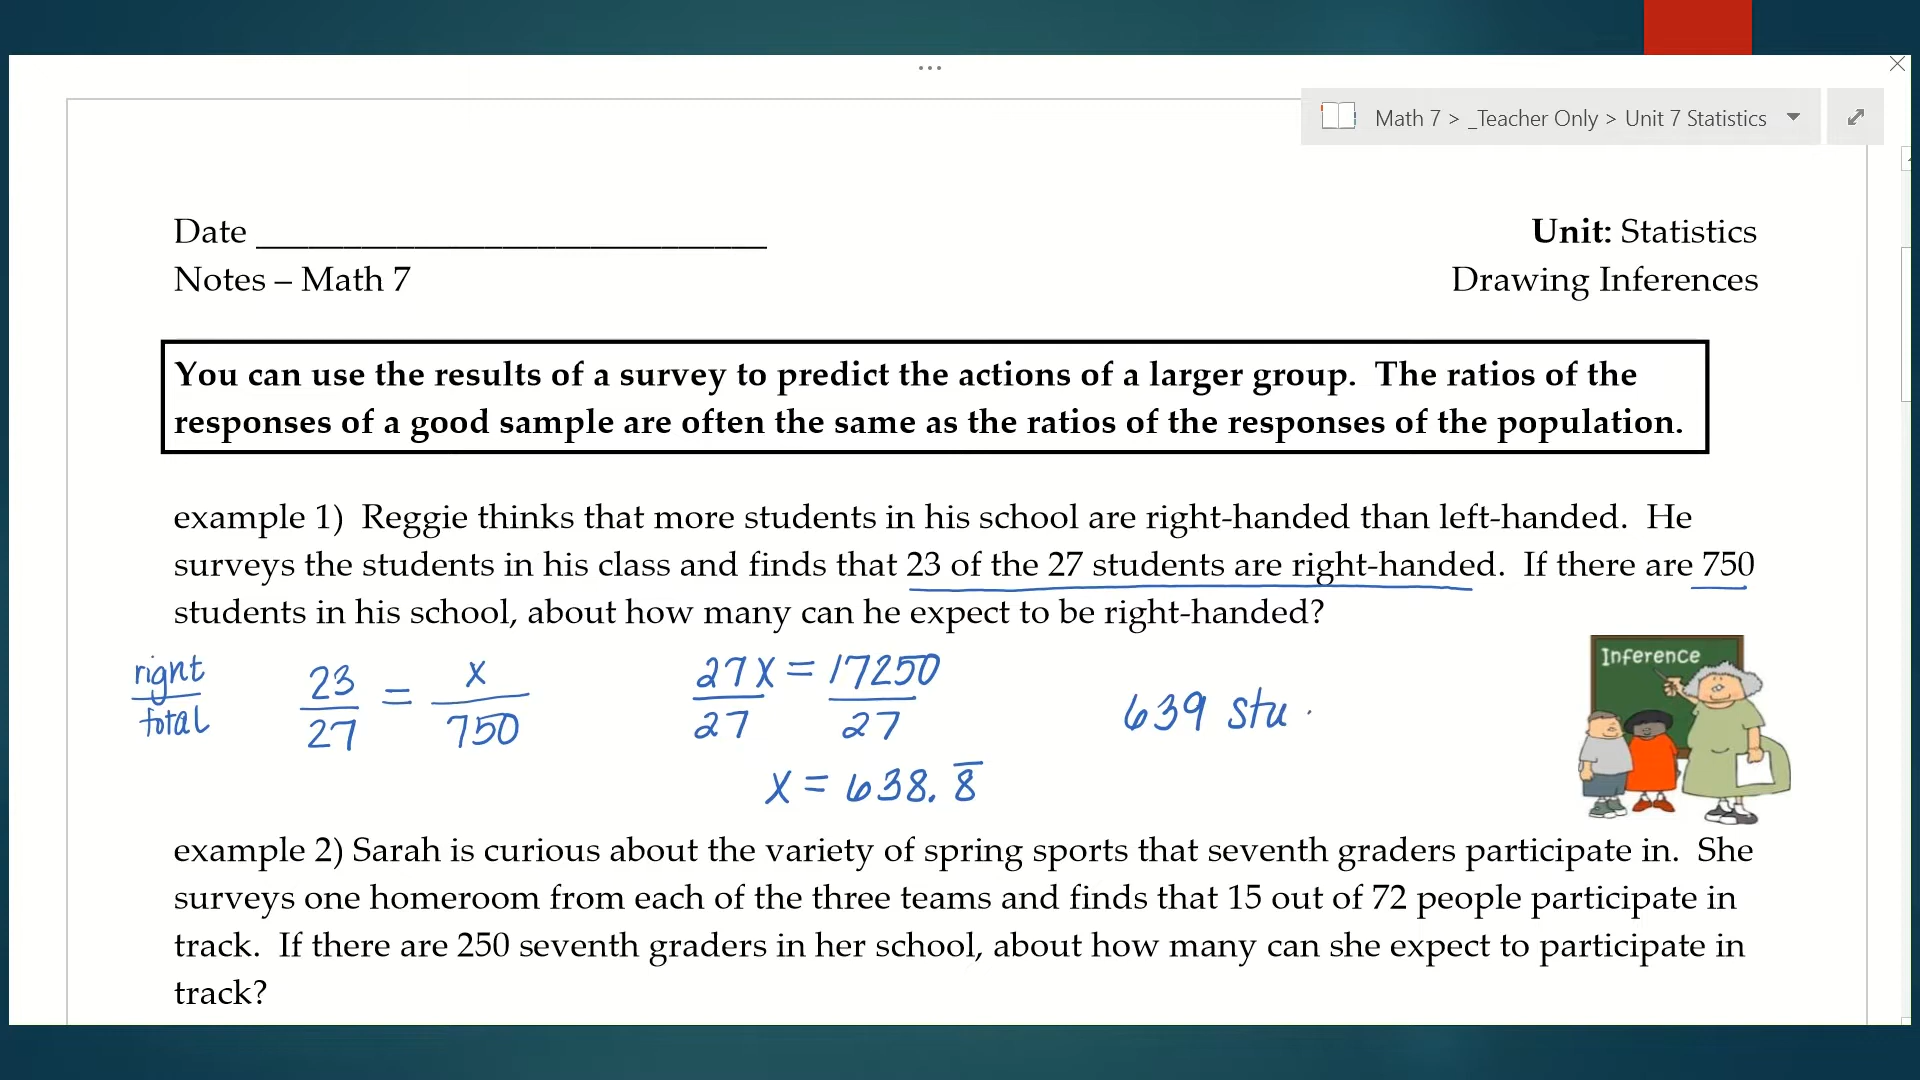 Math 7 > _Teacher Only > Unit 7 Statistics
Date ____________________________
Unit: Statistics
Notes – Math 7
Drawing Inferences
You can use the results of a survey to predict the actions of a larger group. The ratios of the
responses of a good sample are often the same as the ratios of the responses of the population.
example 1) Reggie thinks that more students in his school are right-handed than left-handed. He
surveys the students in his class and finds that 23 of the 27 students are right-handed. If there are 750
students in his school, about how many can he expect to be right-handed?
right/total 23/27 = x/750
27x/27 = 17250/27
x = 638.8̅
639 stu
Inference
example 2) Sarah is curious about the variety of spring sports that seventh graders participate in. She
surveys one homeroom from each of the three teams and finds that 15 out of 72 people participate in
track. If there are 250 seventh graders in her school, about how many can she expect to participate in
track?